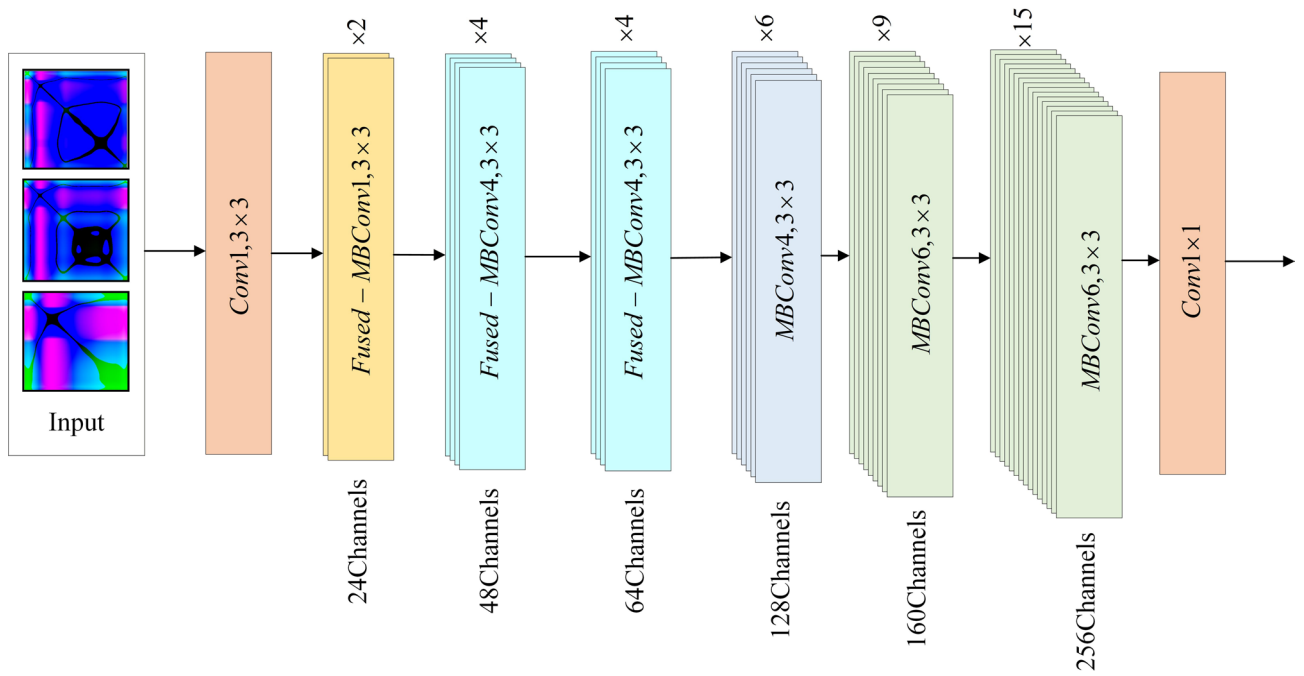 Input
Conv1,3×3
×2
Fused−MBConv1,3×3
24Channels
×4
Fused−MBConv4,3×3
48Channels
×4
Fused−MBConv4,3×3
64Channels
×6
MBConv4,3×3
128Channels
×9
MBConv6,3×3
160Channels
×15
MBConv6,3×3
256Channels
Conv1×1